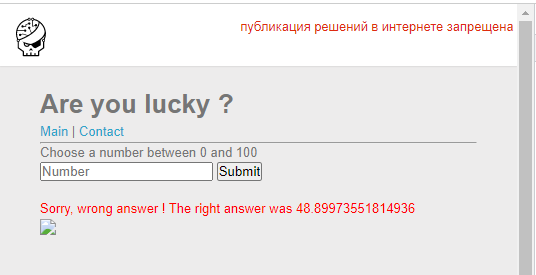 публикация решений в интернете запрещена
Are you lucky ?
Main | Contact
Choose a number between 0 and 100
Number Submit
Sorry, wrong answer ! The right answer was 48.89973551814936